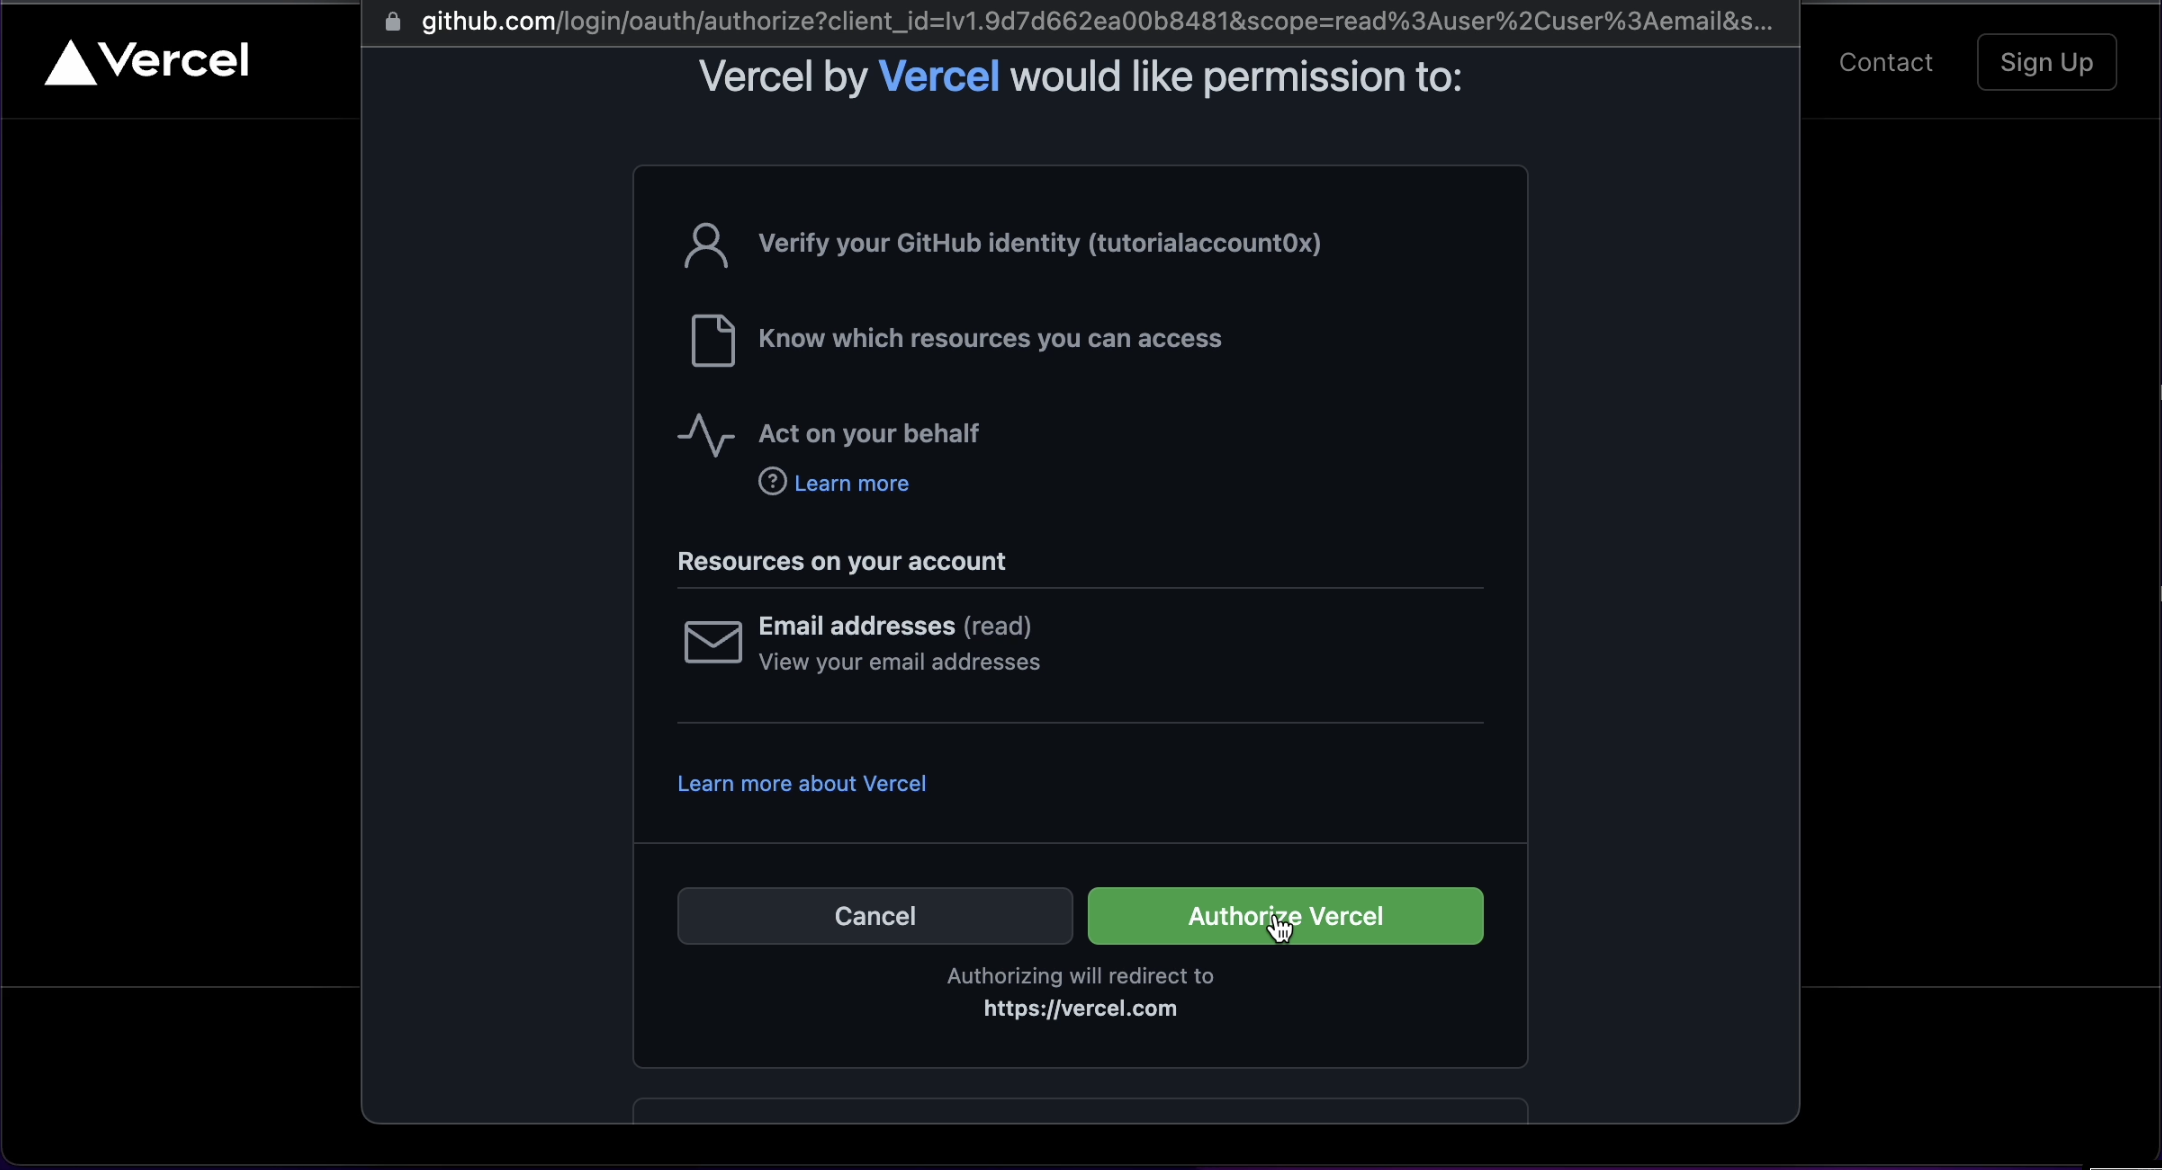 github.com/login/oauth/authorize?client_id=Iv1.9d7d662ea00b8481&scope=read%3Auser%2Cuser%3Aemail&s...
Vercel
Contact
Sign Up
Vercel by Vercel would like permission to:
Verify your GitHub identity (tutorialaccount0x)
Know which resources you can access
Act on your behalf
Learn more
Resources on your account
Email addresses (read)
View your email addresses
Learn more about Vercel
Cancel
Authorize Vercel
Authorizing will redirect to
https://vercel.com